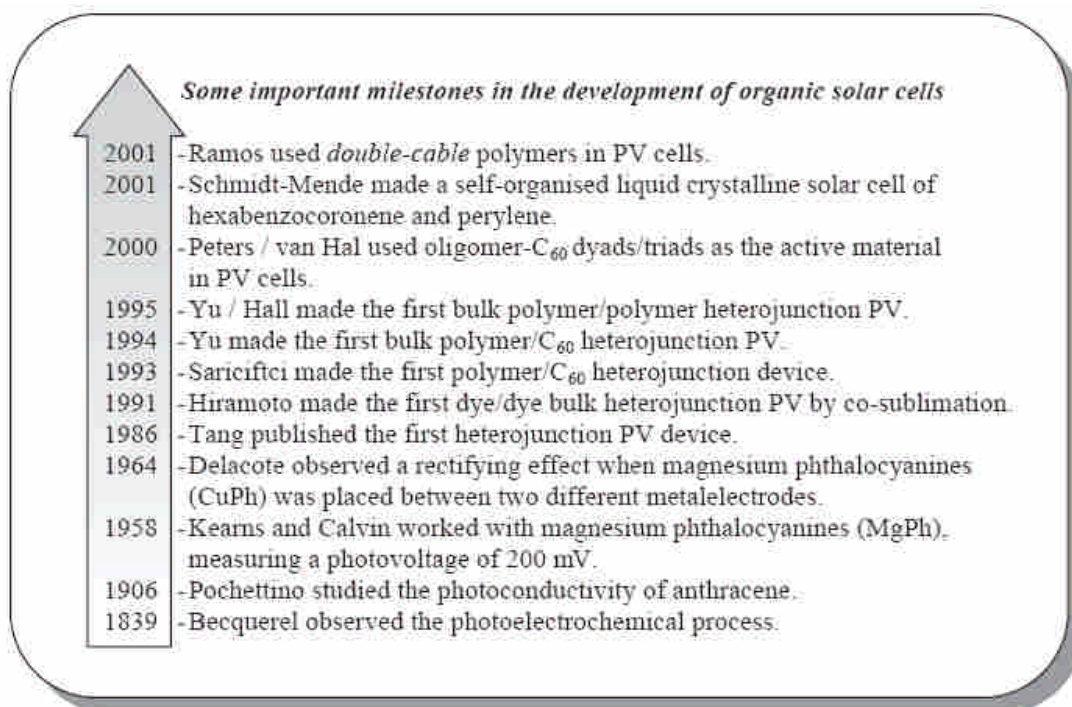 Some important milestones in the development of organic solar cells
2001 -Ramos used double-cable polymers in PV cells.
2001 -Schmidt-Mende made a self-organised liquid crystalline solar cell of
hexabenzocoronene and perylene.
2000 -Peters / van Hal used oligomer-C₆₀ dyads/triads as the active material
in PV cells.
1995 -Yu / Hall made the first bulk polymer/polymer heterojunction PV.
1994 -Yu made the first bulk polymer/C₆₀ heterojunction PV.
1993 -Sariciftci made the first polymer/C₆₀ heterojunction device.
1991 -Hiramoto made the first dye/dye bulk heterojunction PV by co-sublimation.
1986 -Tang published the first heterojunction PV device.
1964 -Delacote observed a rectifying effect when magnesium phthalocyanines
(CuPh) was placed between two different metalelectrodes.
1958 -Kearns and Calvin worked with magnesium phthalocyanines (MgPh),
measuring a photovoltage of 200 mV.
1906 -Pochettino studied the photoconductivity of anthracene.
1839 -Becquerel observed the photoelectrochemical process.